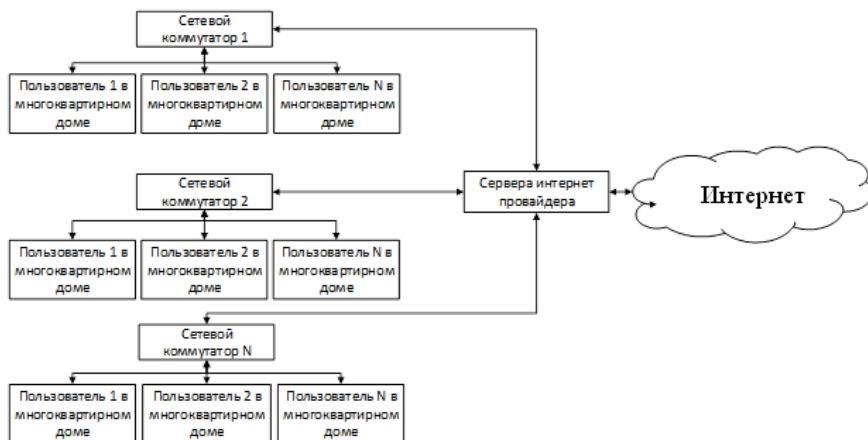 Сетевой
коммутатор 1
Пользователь 1 в
многоквартирном
доме
Пользователь 2 в
многоквартирном
доме
Пользователь N в
многоквартирном
доме
Сетевой
коммутатор 2
Сервера интернет
провайдера
Интернет
Пользователь 1 в
многоквартирном
доме
Пользователь 2 в
многоквартирном
доме
Пользователь N в
многоквартирном
доме
Сетевой
коммутатор N
Пользователь 1 в
многоквартирном
доме
Пользователь 2 в
многоквартирном
доме
Пользователь N в
многоквартирном
доме